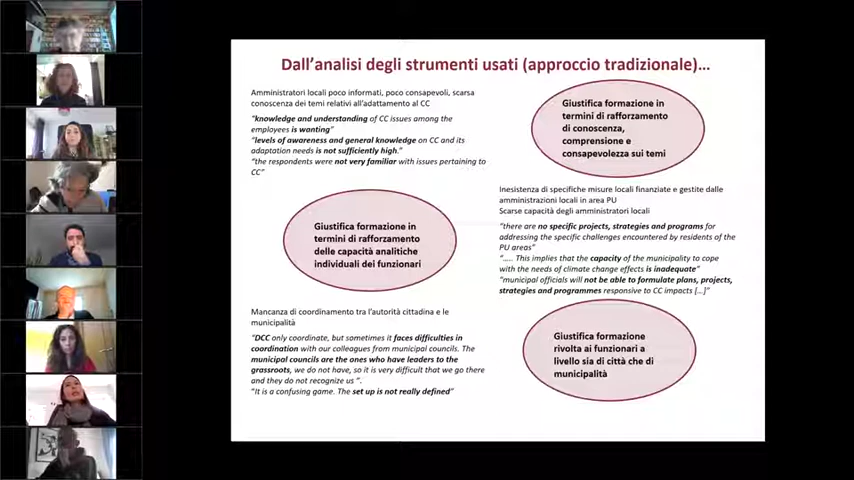 Dall'analisi degli strumenti usati (approccio tradizionale)…
Amministratori locali poco informati, poco consapevoli, scarsa
conoscenza dei temi relativi all'adattamento al CC
"knowledge and understanding of CC issues among the
employees is wanting"
"levels of awareness and general knowledge on CC and its
adaptation needs is not sufficiently high."
"the respondents were not very familiar with issues pertaining to
CC"
Giustifica formazione in
termini di rafforzamento
di conoscenza,
comprensione e
consapevolezza sui temi
Giustifica formazione in
termini di rafforzamento
delle capacità analitiche
individuali dei funzionari
Inesistenza di specifiche misure locali finanziate e gestite dalle
amministrazioni locali in area PU
Scarse capacità degli amministratori locali
"there are no specific projects, strategies and programs for
addressing the specific challenges encountered by residents of the
PU areas"
"….. This implies that the capacity of the municipality to cope
with the needs of climate change effects is inadequate"
"municipal officials will not be able to formulate plans, projects,
strategies and programmes responsive to CC impacts […]"
Mancanza di coordinamento tra l'autorità cittadina e le
municipalità
"DCC only coordinate, but sometimes it faces difficulties in
coordination with our colleagues from municipal councils. The
municipal councils are the ones who have leaders to the
grassroots, we do not have, so it is very difficult that we go there
and they do not recognize us ".
"It is a confusing game. The set up is not really defined"
Giustifica formazione
rivolta ai funzionari a
livello sia di città che di
municipalità